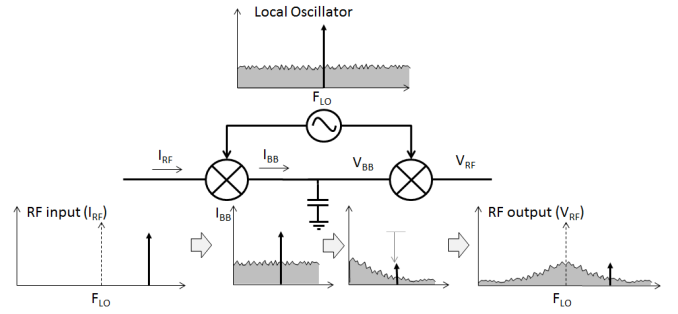 Local Oscillator
F_LO
I_RF
I_BB
V_BB
V_RF
RF input (I_RF)
I_BB
RF output (V_RF)
F_LO
F_LO